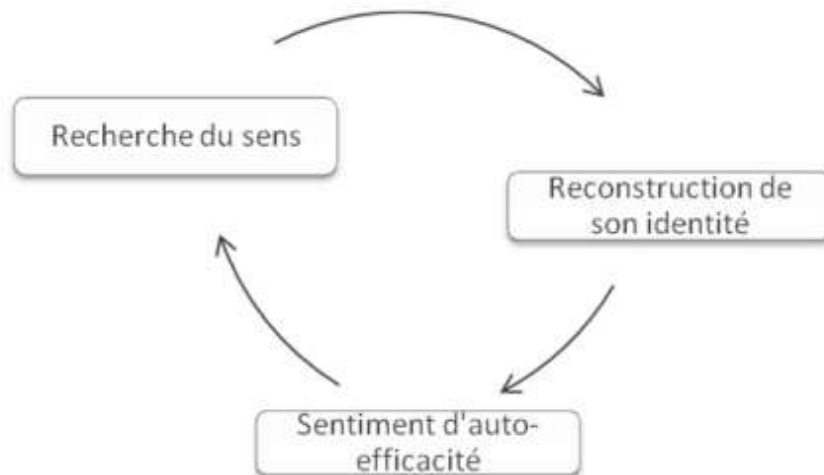 Recherche du sens
Reconstruction de
son identité
Sentiment d'auto-
efficacité